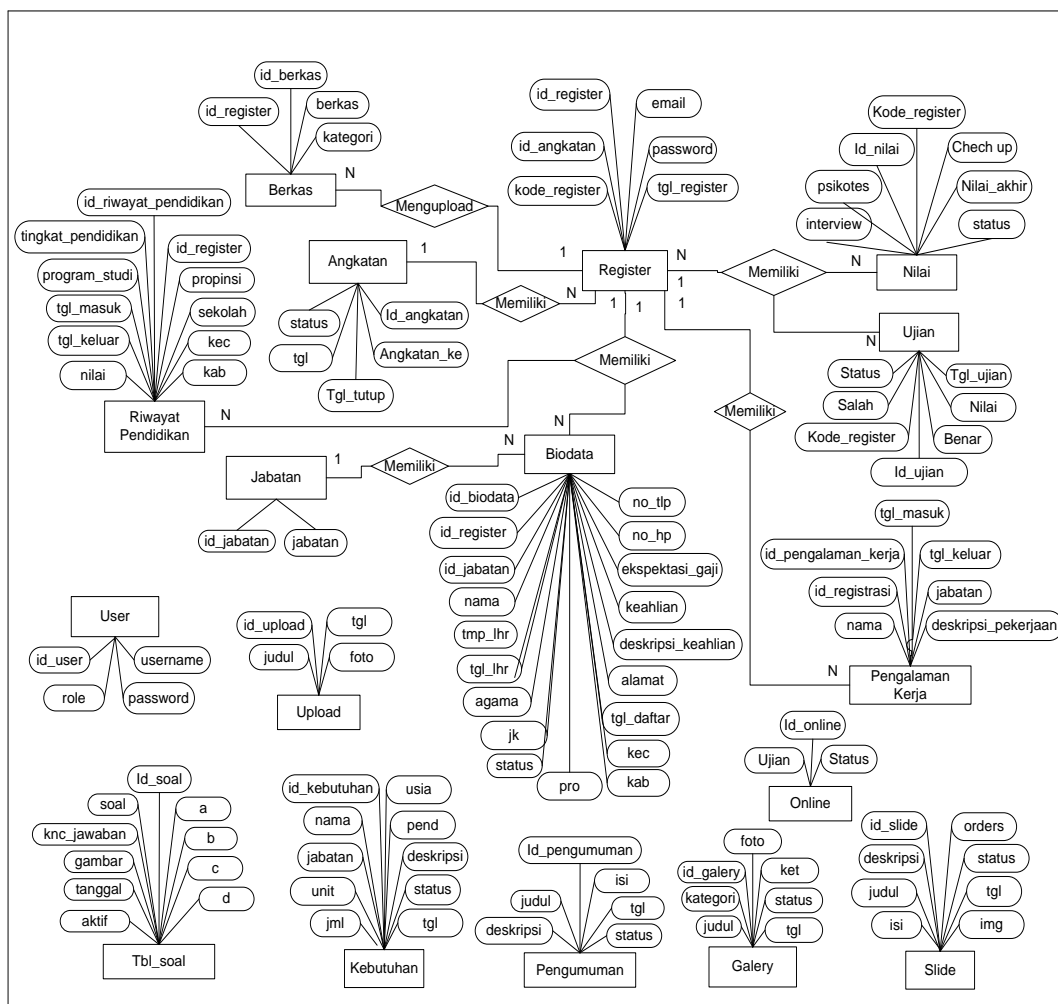 id_berkas
id_register
berkas
kategori
Berkas
N
Mengupload
1
id_register
email
id_angkatan
password
kode_register
tgl_register
Register
N
1
1
1
1
Kode_register
Id_nilai
Chech up
psikotes
Nilai_akhir
interview
status
Nilai
N
Memiliki
N
Ujian
Status
Tgl_ujian
Salah
Nilai
Kode_register
Benar
Id_ujian
Angkatan
1
Memiliki
N
status
Id_angkatan
tgl
Angkatan_ke
Tgl_tutup
id_riwayat_pendidikan
tingkat_pendidikan
id_register
program_studi
propinsi
tgl_masuk
sekolah
tgl_keluar
kec
nilai
kab
Riwayat
Pendidikan
N
Memiliki
N
Memiliki
Jabatan
1
Memiliki
N
id_jabatan
jabatan
Biodata
id_biodata
no_tlp
id_register
no_hp
id_jabatan
ekspektasi_gaji
nama
keahlian
tmp_lhr
deskripsi_keahlian
tgl_lhr
alamat
agama
tgl_daftar
jk
kec
status
kab
pro
tgl_masuk
id_pengalaman_kerja
tgl_keluar
id_registrasi
jabatan
nama
deskripsi_pekerjaan
N
Pengalaman
Kerja
User
id_user
username
role
password
id_upload
tgl
judul
foto
Upload
Id_online
Ujian
Status
Online
Id_soal
soal
a
knc_jawaban
b
gambar
c
tanggal
d
aktif
Tbl_soal
id_kebutuhan
usia
nama
pend
jabatan
deskripsi
unit
status
jml
tgl
Kebutuhan
Id_pengumuman
isi
judul
tgl
deskripsi
status
Pengumuman
foto
id_galery
ket
kategori
status
judul
tgl
Galery
id_slide
orders
deskripsi
status
judul
tgl
isi
img
Slide